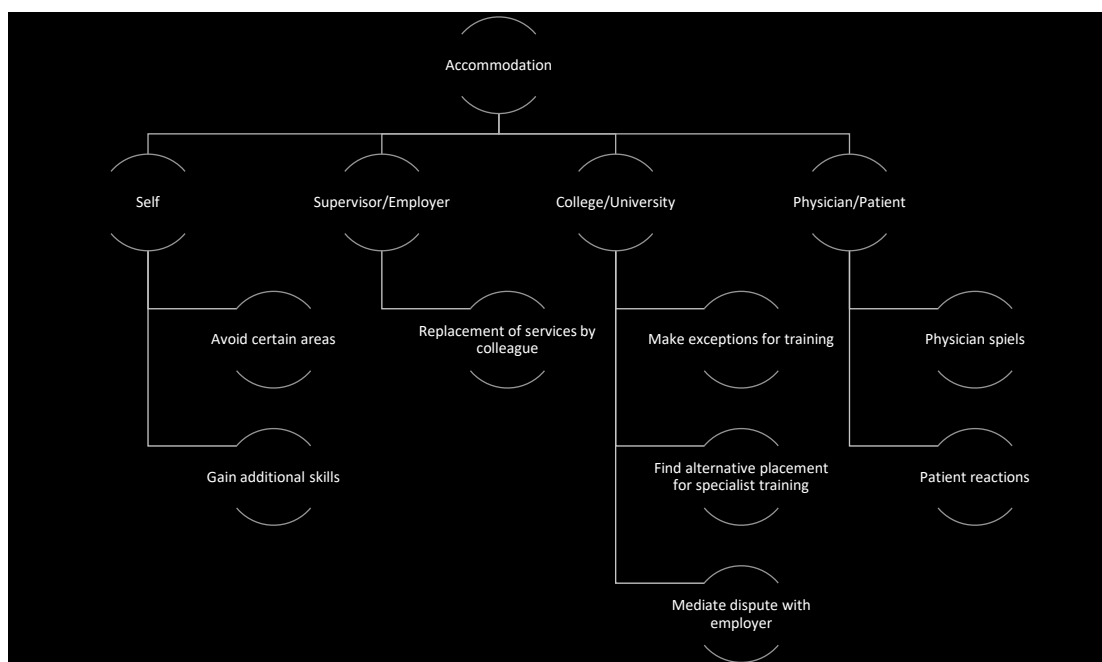 Accommodation
Self
Supervisor/Employer
College/University
Physician/Patient
Avoid certain areas
Replacement of services by
colleague
Make exceptions for training
Physician spiels
Gain additional skills
Find alternative placement
for specialist training
Patient reactions
Mediate dispute with
employer